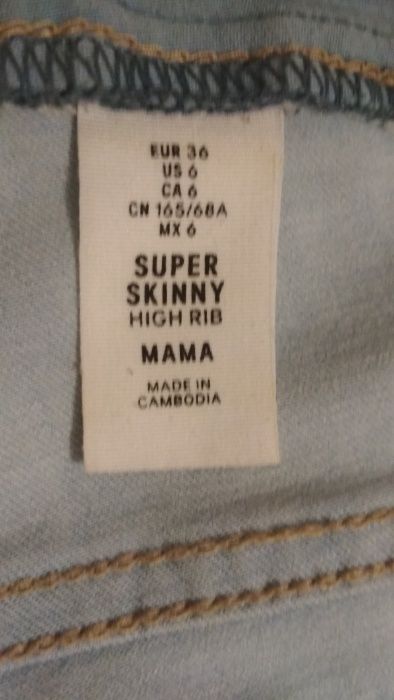 EUR 36
US 6
CA 6
CN 165/68A
MX 6
SUPER
SKINNY
HIGH RIB
MAMA
MADE IN
CAMBODIA